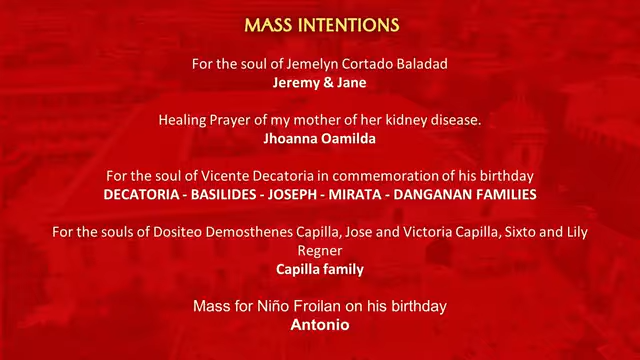 MASS INTENTIONS
For the soul of Jemelyn Cortado Baladad
Jeremy & Jane
Healing Prayer of my mother of her kidney disease.
Jhoanna Oamilda
For the soul of Vicente Decatoria in commemoration of his birthday
DECATORIA - BASILIDES - JOSEPH - MIRATA - DANGANAN FAMILIES
For the souls of Dositeo Demosthenes Capilla, Jose and Victoria Capilla, Sixto and Lily
Regner
Capilla family
Mass for Niño Froilan on his birthday
Antonio